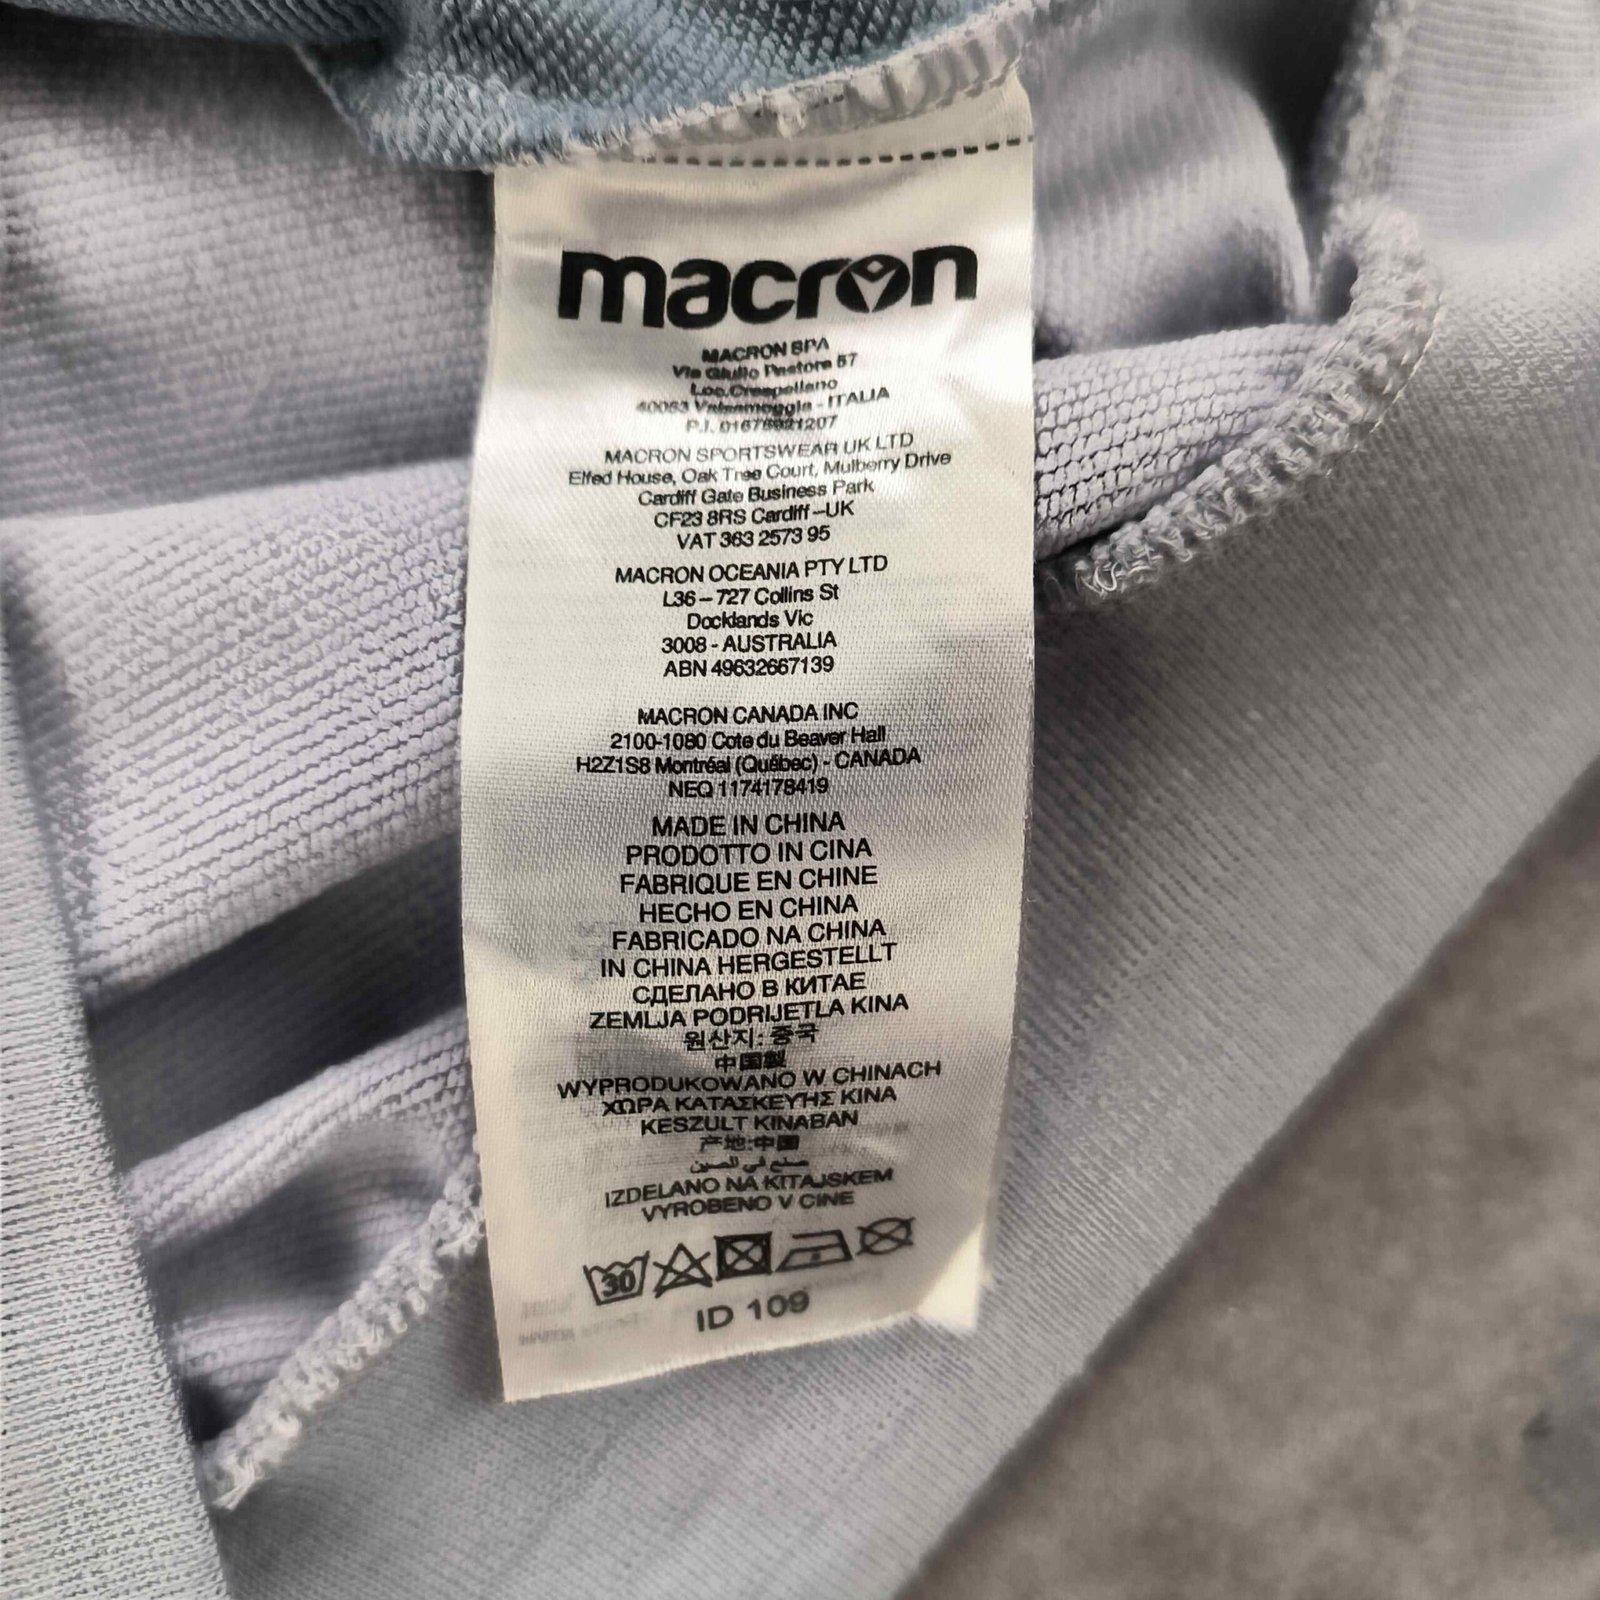 macron
MACRON SPA
Via Giulio Pastore 57
Loc. Crespellano
40053 Valsamoggia - ITALIA
P.I. 01675921207
MACRON SPORTSWEAR UK LTD
Elfed House, Oak Tree Court, Mulberry Drive
Cardiff Gate Business Park
CF23 8RS Cardiff–UK
VAT 363 2573 95
MACRON OCEANIA PTY LTD
L36 – 727 Collins St
Docklands Vic
3008 - AUSTRALIA
ABN 49632667139
MACRON CANADA INC
2100-1080 Cote du Beaver Hall
H2Z1S8 Montréal (Québec) - CANADA
NEQ 1174178419
MADE IN CHINA
PRODOTTO IN CINA
FABRIQUE EN CHINE
HECHO EN CHINA
FABRICADO NA CHINA
IN CHINA HERGESTELLT
СДЕЛАНО В КИТАЕ
ZEMLJA PODRIJETLA KINA
원산지: 중국
中国製
WYPRODUKOWANO W CHINACH
ΧΩΡΑ ΚΑΤΑΣΚΕΥΗΣ ΚΙΝΑ
KESZULT KINABAN
产地:中国
صنع في الصين
IZDELANO NA KITAJSKEM
VYROBENO V CINE
30
ID 109